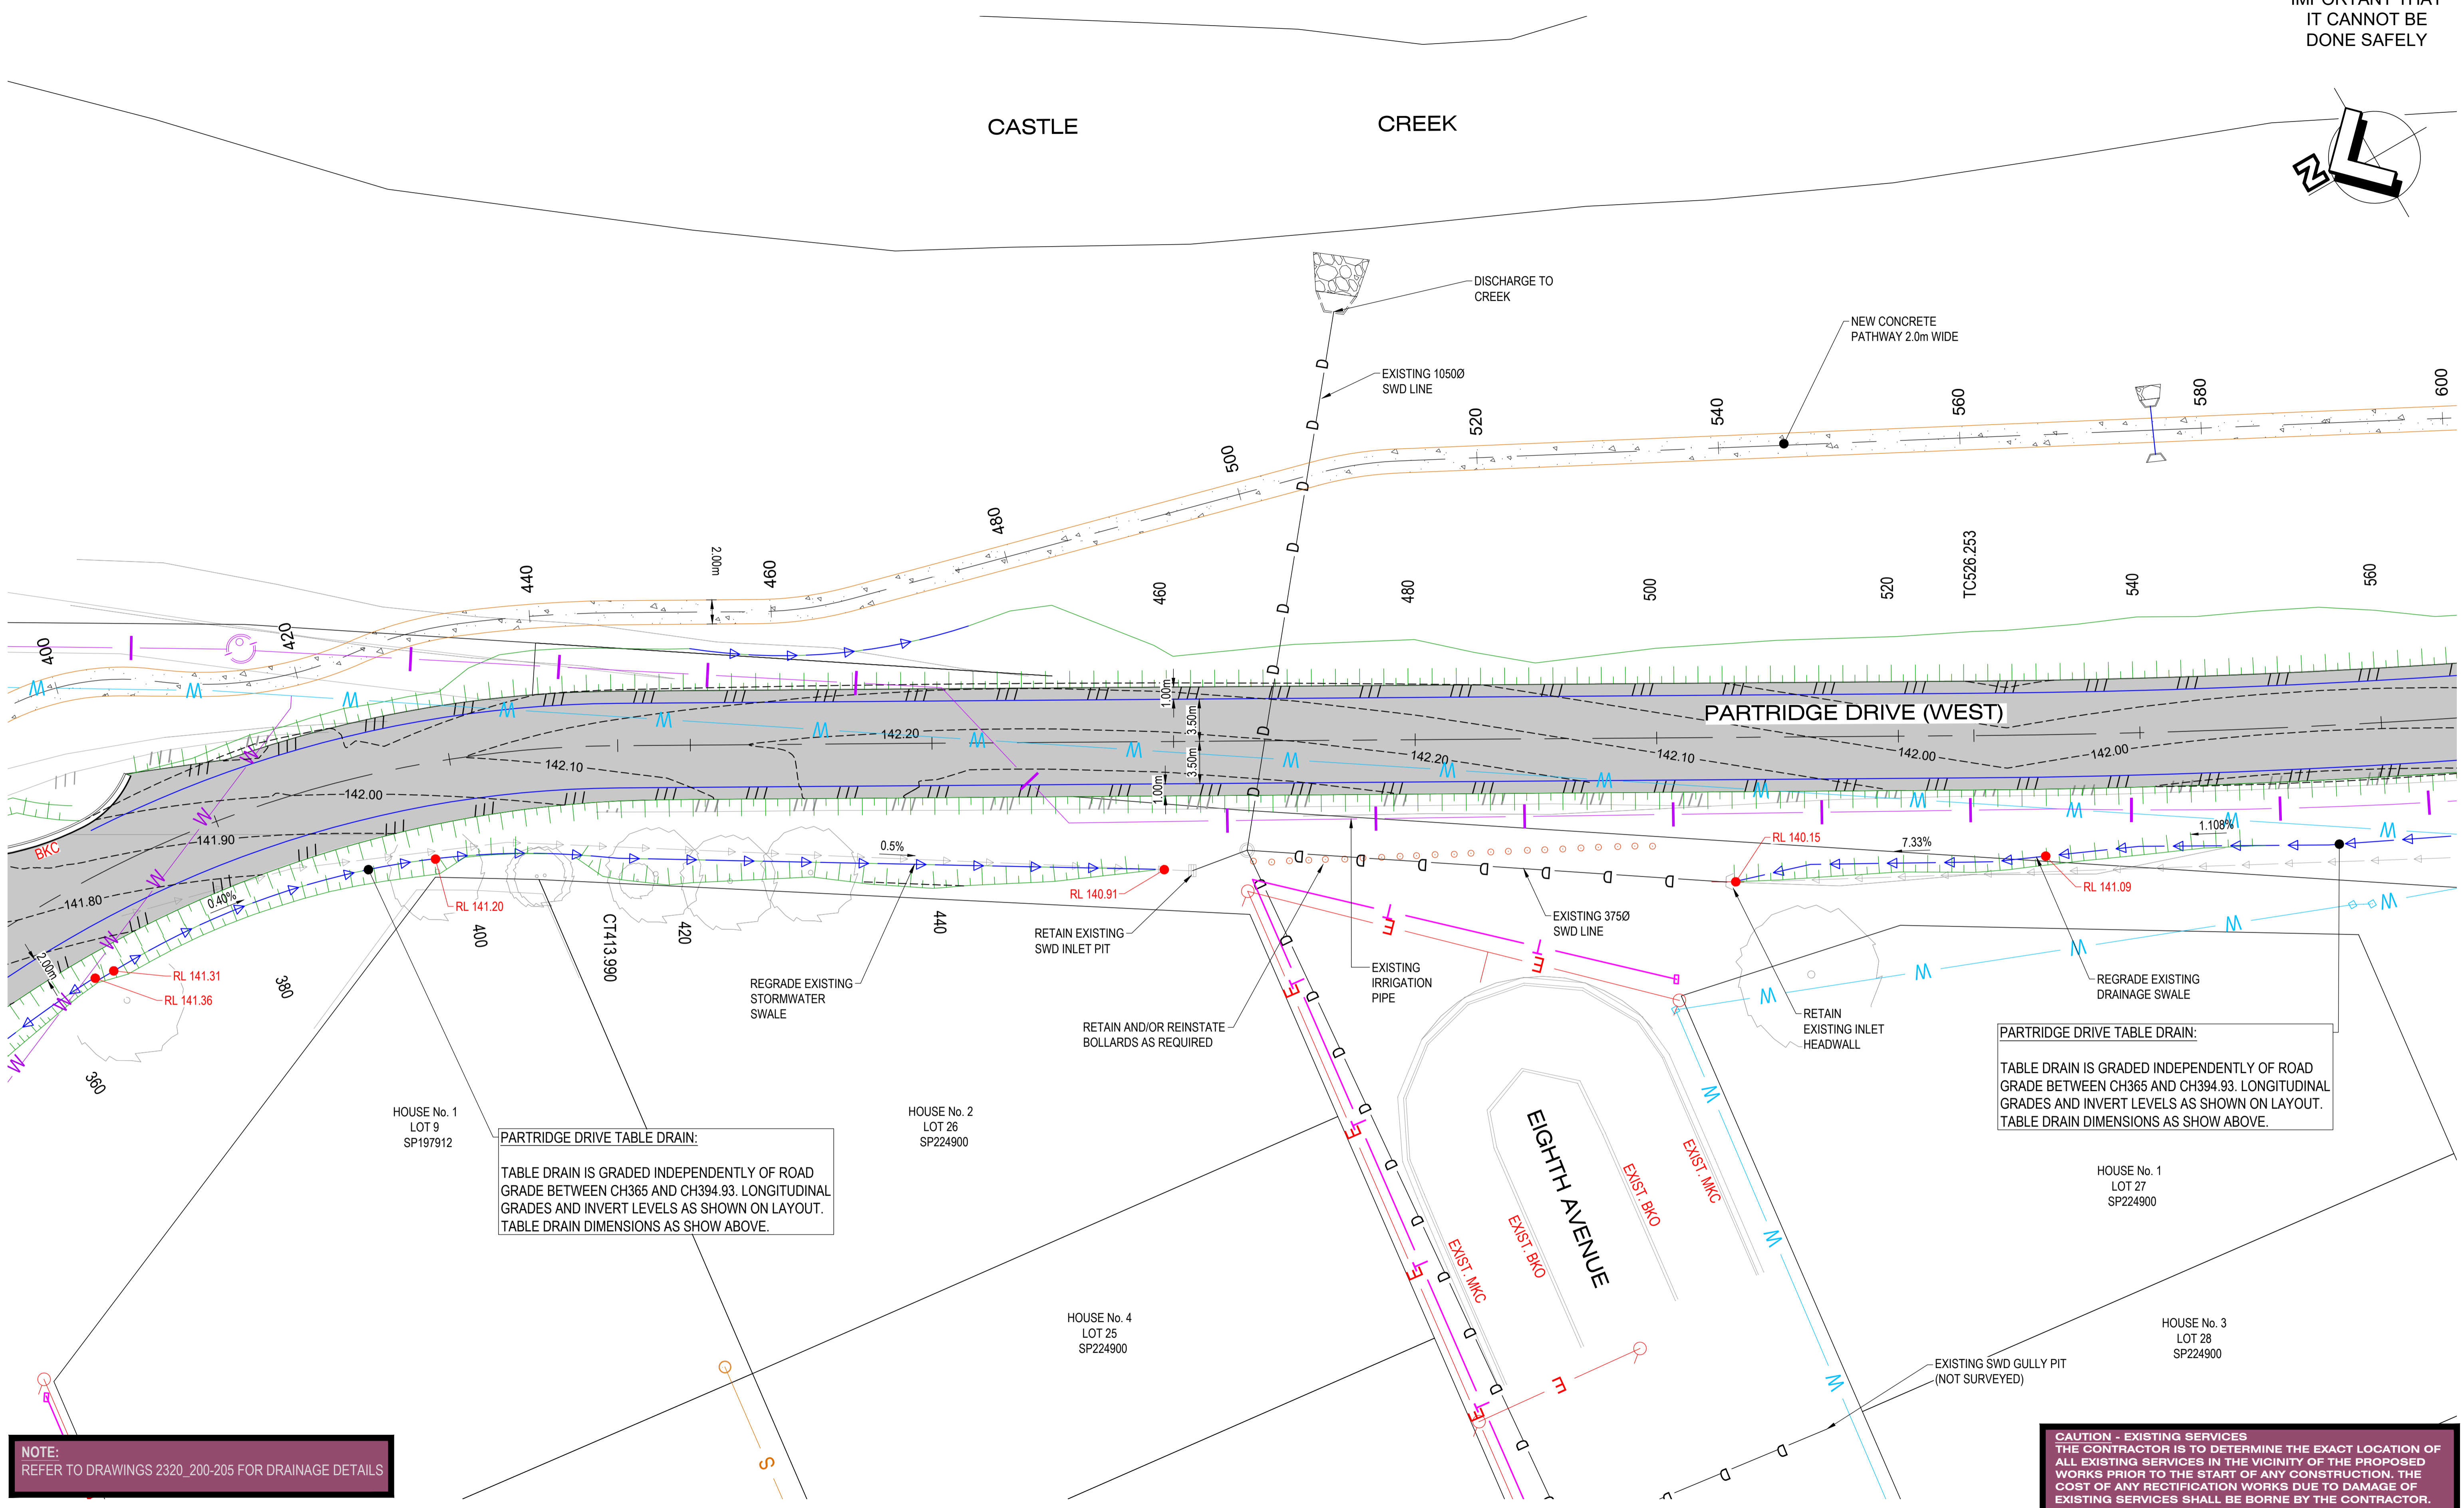 IT CANNOT BE
DONE SAFELY
N
CASTLE CREEK
DISCHARGE TO
CREEK
NEW CONCRETE
PATHWAY 2.0m WIDE
EXISTING 1050Ø
SWD LINE
400
420
440
460
480
500
520
540
560
580
600
2.00m
460
480
500
520
TC526.253
540
560
PARTRIDGE DRIVE (WEST)
1.00m
3.50m
3.50m
1.00m
142.20
142.10
142.00
141.90
141.80
142.20
142.10
142.00
142.00
BKC
0.40%
2.00m
RL 141.31
RL 141.36
RL 141.20
0.5%
RL 140.91
RL 140.15
7.33%
1.108%
RL 141.09
360
380
400
CT413.990
420
440
REGRADE EXISTING
STORMWATER
SWALE
RETAIN EXISTING
SWD INLET PIT
RETAIN AND/OR REINSTATE
BOLLARDS AS REQUIRED
EXISTING
IRRIGATION
PIPE
EXISTING 375Ø
SWD LINE
RETAIN
EXISTING INLET
HEADWALL
REGRADE EXISTING
DRAINAGE SWALE
PARTRIDGE DRIVE TABLE DRAIN:
TABLE DRAIN IS GRADED INDEPENDENTLY OF ROAD
GRADE BETWEEN CH365 AND CH394.93. LONGITUDINAL
GRADES AND INVERT LEVELS AS SHOWN ON LAYOUT.
TABLE DRAIN DIMENSIONS AS SHOW ABOVE.
HOUSE No. 1
LOT 9
SP197912
PARTRIDGE DRIVE TABLE DRAIN:
TABLE DRAIN IS GRADED INDEPENDENTLY OF ROAD
GRADE BETWEEN CH365 AND CH394.93. LONGITUDINAL
GRADES AND INVERT LEVELS AS SHOWN ON LAYOUT.
TABLE DRAIN DIMENSIONS AS SHOW ABOVE.
HOUSE No. 2
LOT 26
SP224900
HOUSE No. 1
LOT 27
SP224900
EIGHTH AVENUE
EXIST. MKC
EXIST. BKO
EXIST. BKO
EXIST. MKC
HOUSE No. 4
LOT 25
SP224900
HOUSE No. 3
LOT 28
SP224900
EXISTING SWD GULLY PIT
(NOT SURVEYED)
NOTE:
REFER TO DRAWINGS 2320_200-205 FOR DRAINAGE DETAILS
CAUTION - EXISTING SERVICES
THE CONTRACTOR IS TO DETERMINE THE EXACT LOCATION OF
ALL EXISTING SERVICES IN THE VICINITY OF THE PROPOSED
WORKS PRIOR TO THE START OF ANY CONSTRUCTION. THE
COST OF ANY RECTIFICATION WORKS DUE TO DAMAGE OF
EXISTING SERVICES SHALL BE BORNE BY THE CONTRACTOR.